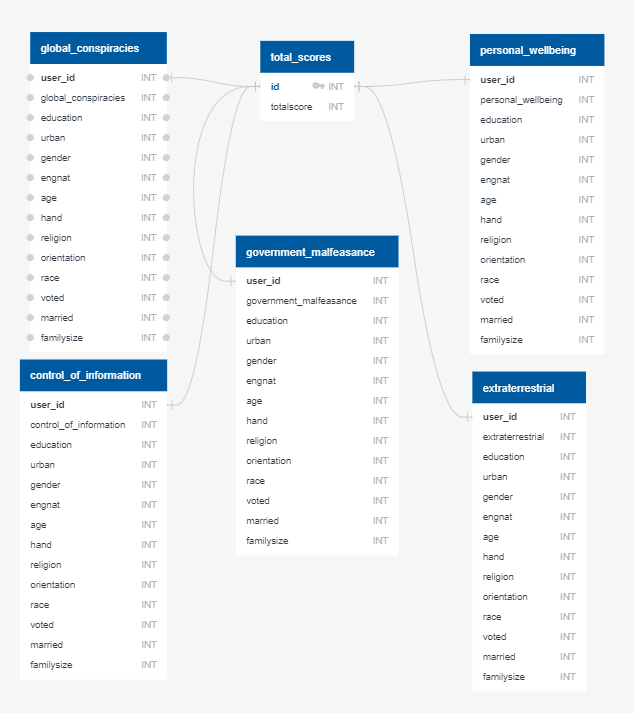 global_conspiracies
user_id INT
global_conspiracies INT
education INT
urban INT
gender INT
engnat INT
age INT
hand INT
religion INT
orientation INT
race INT
voted INT
married INT
familysize INT
total_scores
id INT
totalscore INT
personal_wellbeing
user_id INT
personal_wellbeing INT
education INT
urban INT
gender INT
engnat INT
age INT
hand INT
religion INT
orientation INT
race INT
voted INT
married INT
familysize INT
government_malfeasance
user_id INT
government_malfeasance INT
education INT
urban INT
gender INT
engnat INT
age INT
hand INT
religion INT
orientation INT
race INT
voted INT
married INT
familysize INT
control_of_information
user_id INT
control_of_information INT
education INT
urban INT
gender INT
engnat INT
age INT
hand INT
religion INT
orientation INT
race INT
voted INT
married INT
familysize INT
extraterrestrial
user_id INT
extraterrestrial INT
education INT
urban INT
gender INT
engnat INT
age INT
hand INT
religion INT
orientation INT
race INT
voted INT
married INT
familysize INT